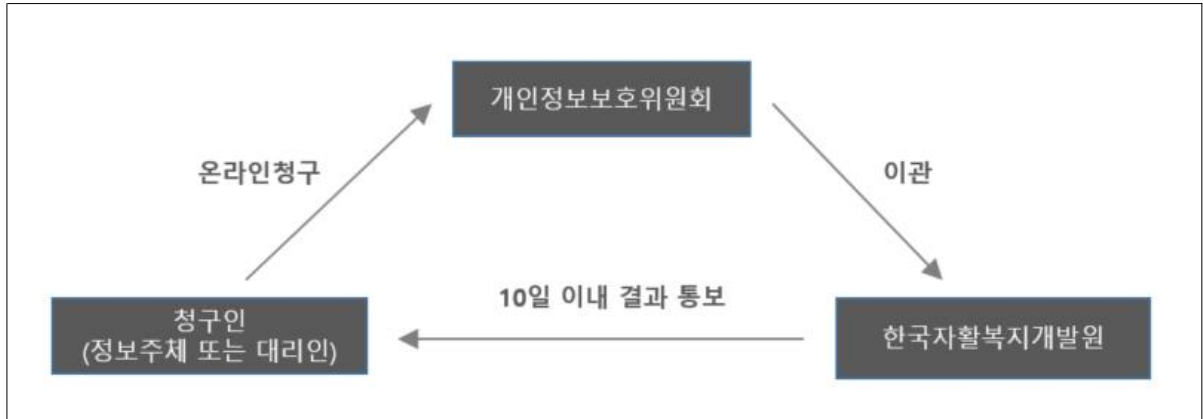 개인정보보호위원회
온라인청구
이관
10일 이내 결과 통보
청구인
(정보주체 또는 대리인)
한국자활복지개발원